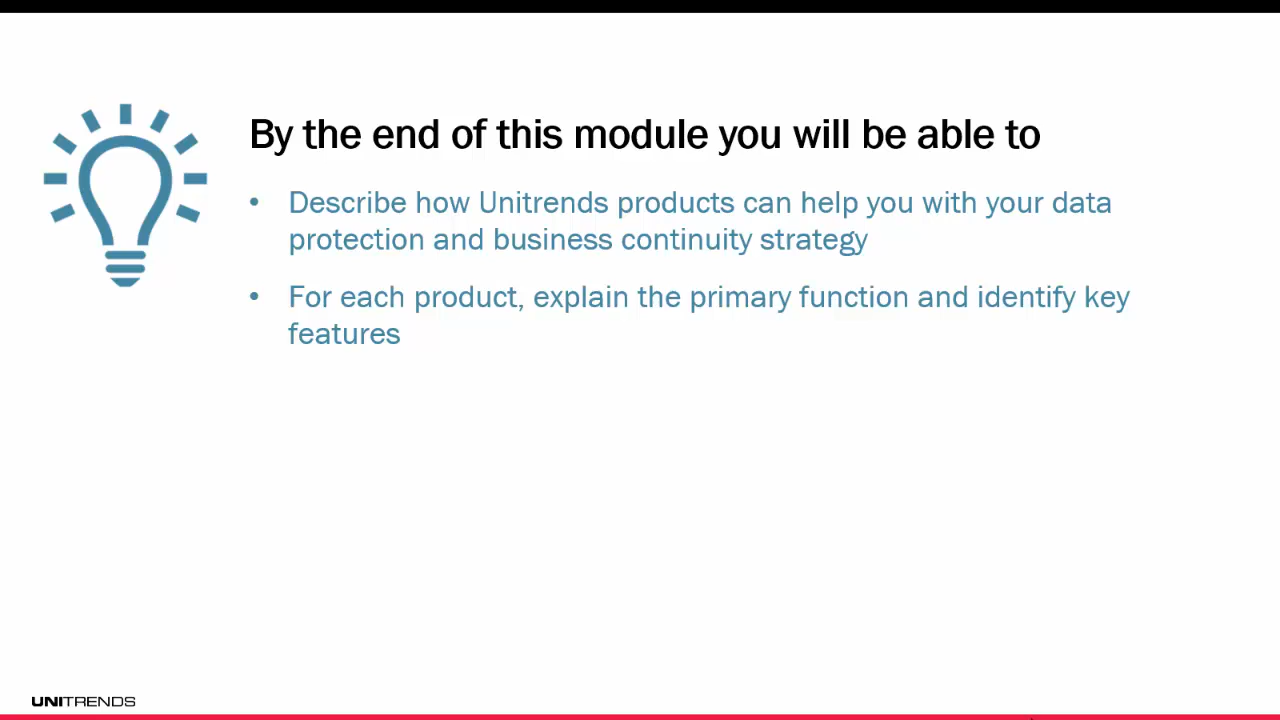 By the end of this module you will be able to
• Describe how Unitrends products can help you with your data
protection and business continuity strategy
• For each product, explain the primary function and identify key
features
UNITRENDS